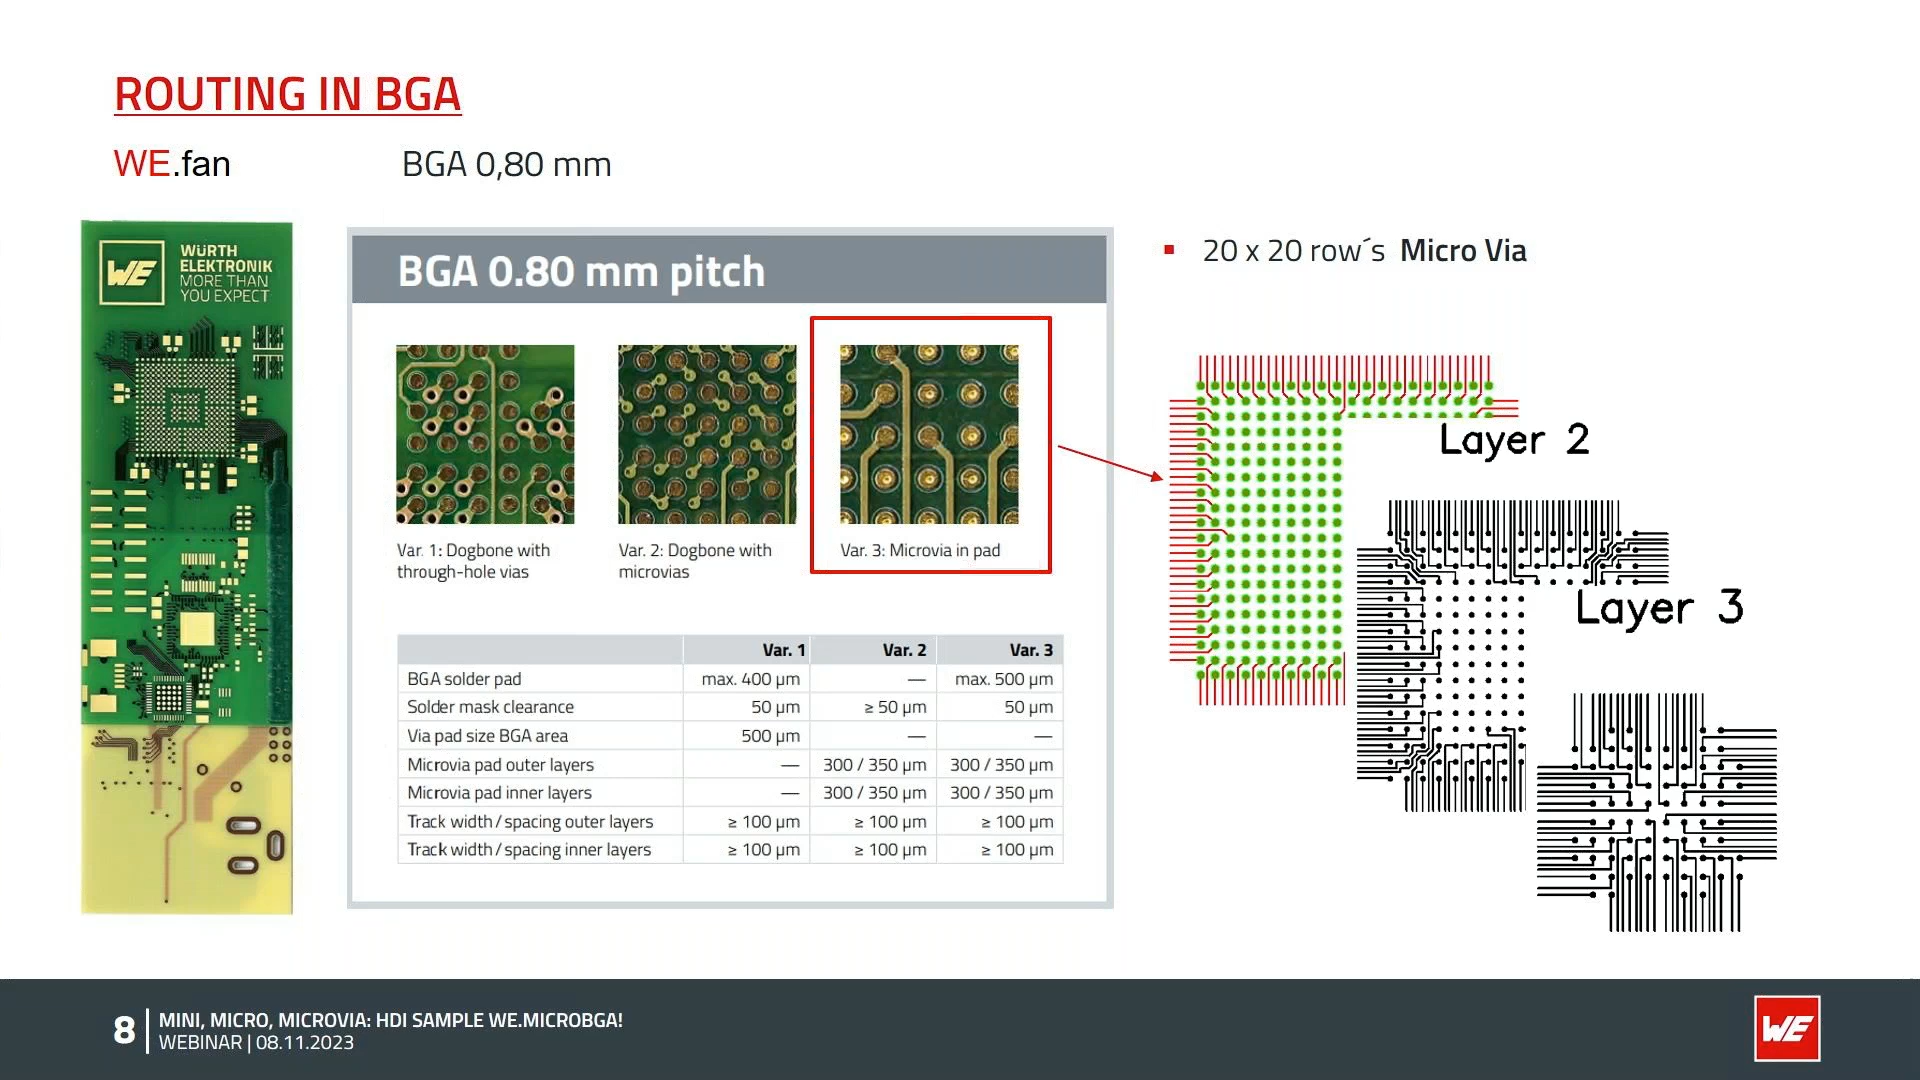 ROUTING IN BGA
WE.fan
BGA 0,80 mm
WE
WÜRTH
ELEKTRONIK
MORE THAN
YOU EXPECT
BGA 0.80 mm pitch
Var. 1: Dogbone with
through-hole vias
Var. 2: Dogbone with
microvias
Var. 3: Microvia in pad
Var. 1 Var. 2 Var. 3
BGA solder pad max. 400 µm — max. 500 µm
Solder mask clearance 50 µm ≥ 50 µm 50 µm
Via pad size BGA area 500 µm — —
Microvia pad outer layers — 300 / 350 µm 300 / 350 µm
Microvia pad inner layers — 300 / 350 µm 300 / 350 µm
Track width / spacing outer layers ≥ 100 µm ≥ 100 µm ≥ 100 µm
Track width / spacing inner layers ≥ 100 µm ≥ 100 µm ≥ 100 µm
▪ 20 x 20 row´s Micro Via
Layer 2
Layer 3
8
MINI, MICRO, MICROVIA: HDI SAMPLE WE.MICROBGA!
WEBINAR | 08.11.2023
WE